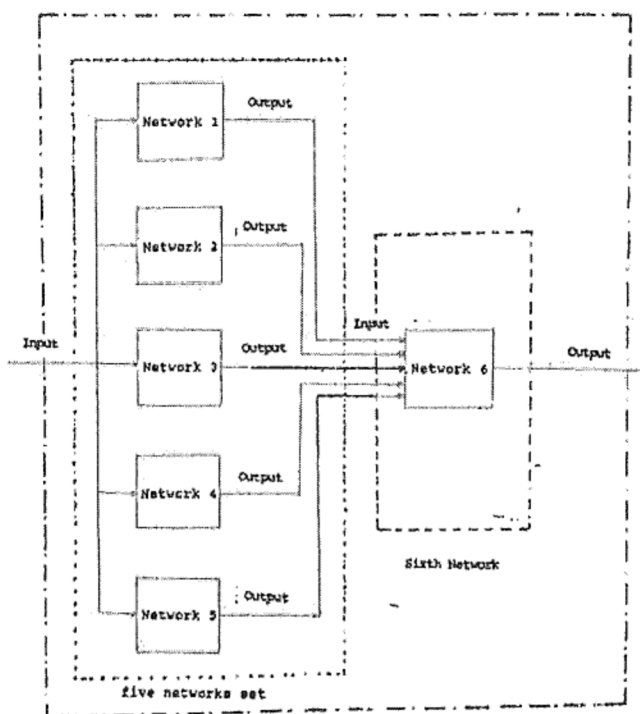 Output
Network 1
Output
Network 2
Input
Output
Network 3
Input
Network 6
Output
Output
Network 4
Sixth Network
Output
Network 5
five networks set